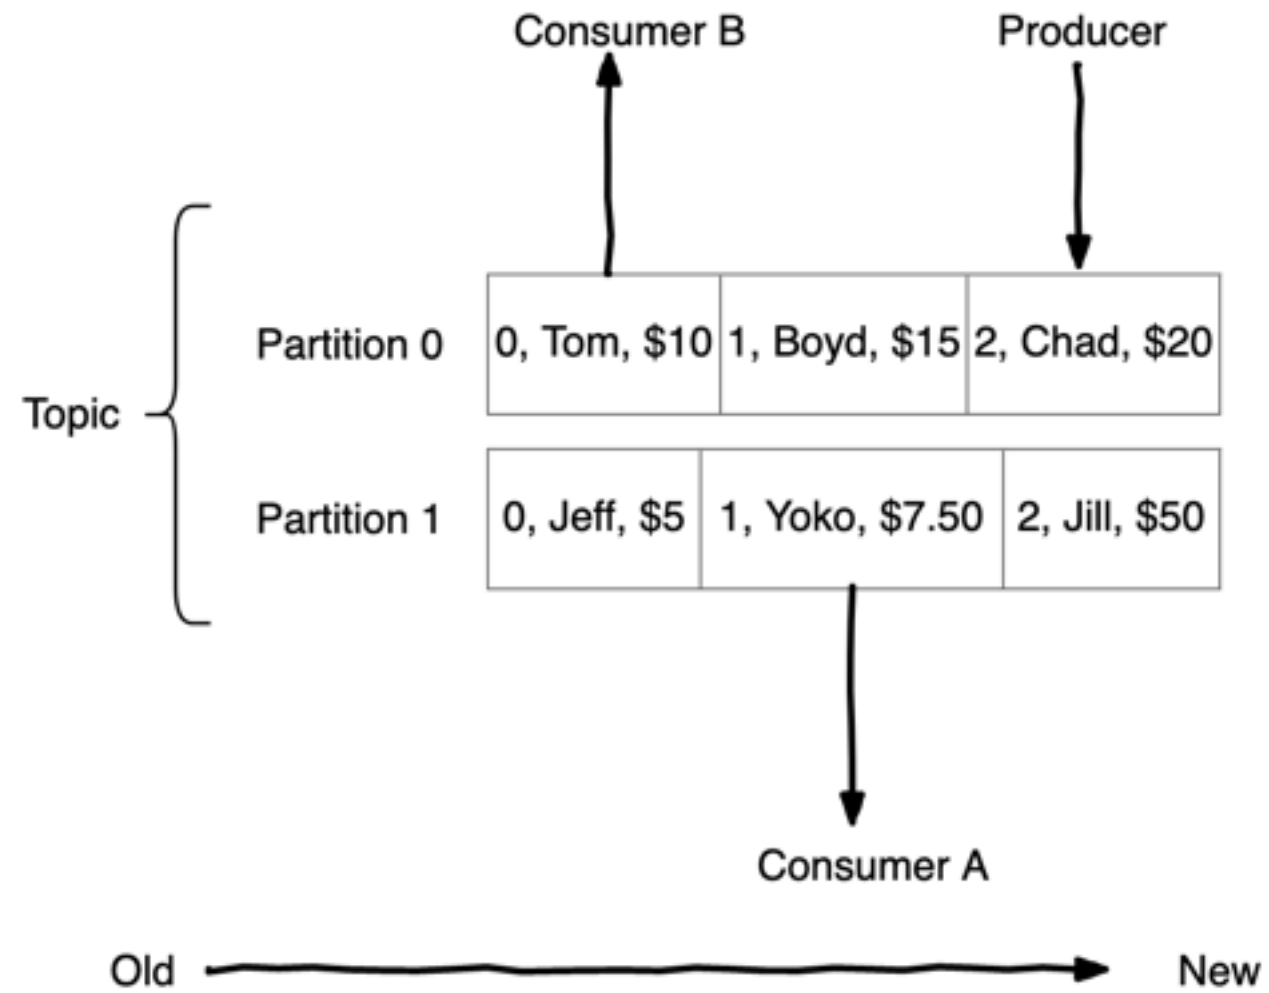 Consumer B
Producer
Partition 0
0, Tom, $10
1, Boyd, $15
2, Chad, $20
Topic
Partition 1
0, Jeff, $5
1, Yoko, $7.50
2, Jill, $50
Consumer A
Old
New